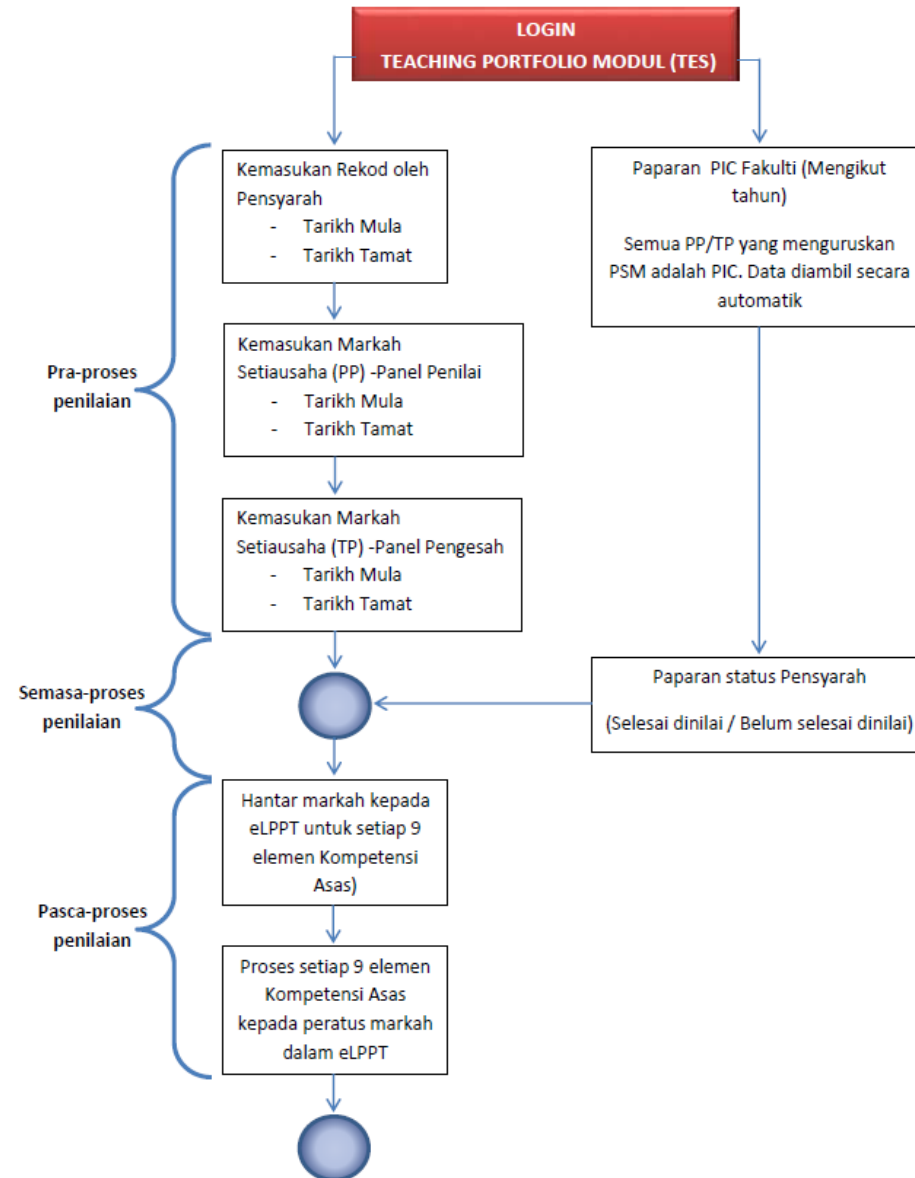 LOGIN
TEACHING PORTFOLIO MODUL (TES)
Kemasukan Rekod oleh
Pensyarah
- Tarikh Mula
- Tarikh Tamat
Paparan PIC Fakulti (Mengikut
tahun)
Semua PP/TP yang menguruskan
PSM adalah PIC. Data diambil secara
automatik
Kemasukan Markah
Setiausaha (PP) -Panel Penilai
- Tarikh Mula
- Tarikh Tamat
Pra-proses
penilaian
Kemasukan Markah
Setiausaha (TP) -Panel Pengesah
- Tarikh Mula
- Tarikh Tamat
Semasa-proses
penilaian
Paparan status Pensyarah
(Selesai dinilai / Belum selesai dinilai)
Hantar markah kepada
eLPPT untuk setiap 9
elemen Kompetensi
Asas)
Pasca-proses
penilaian
Proses setiap 9 elemen
Kompetensi Asas
kepada peratus markah
dalam eLPPT